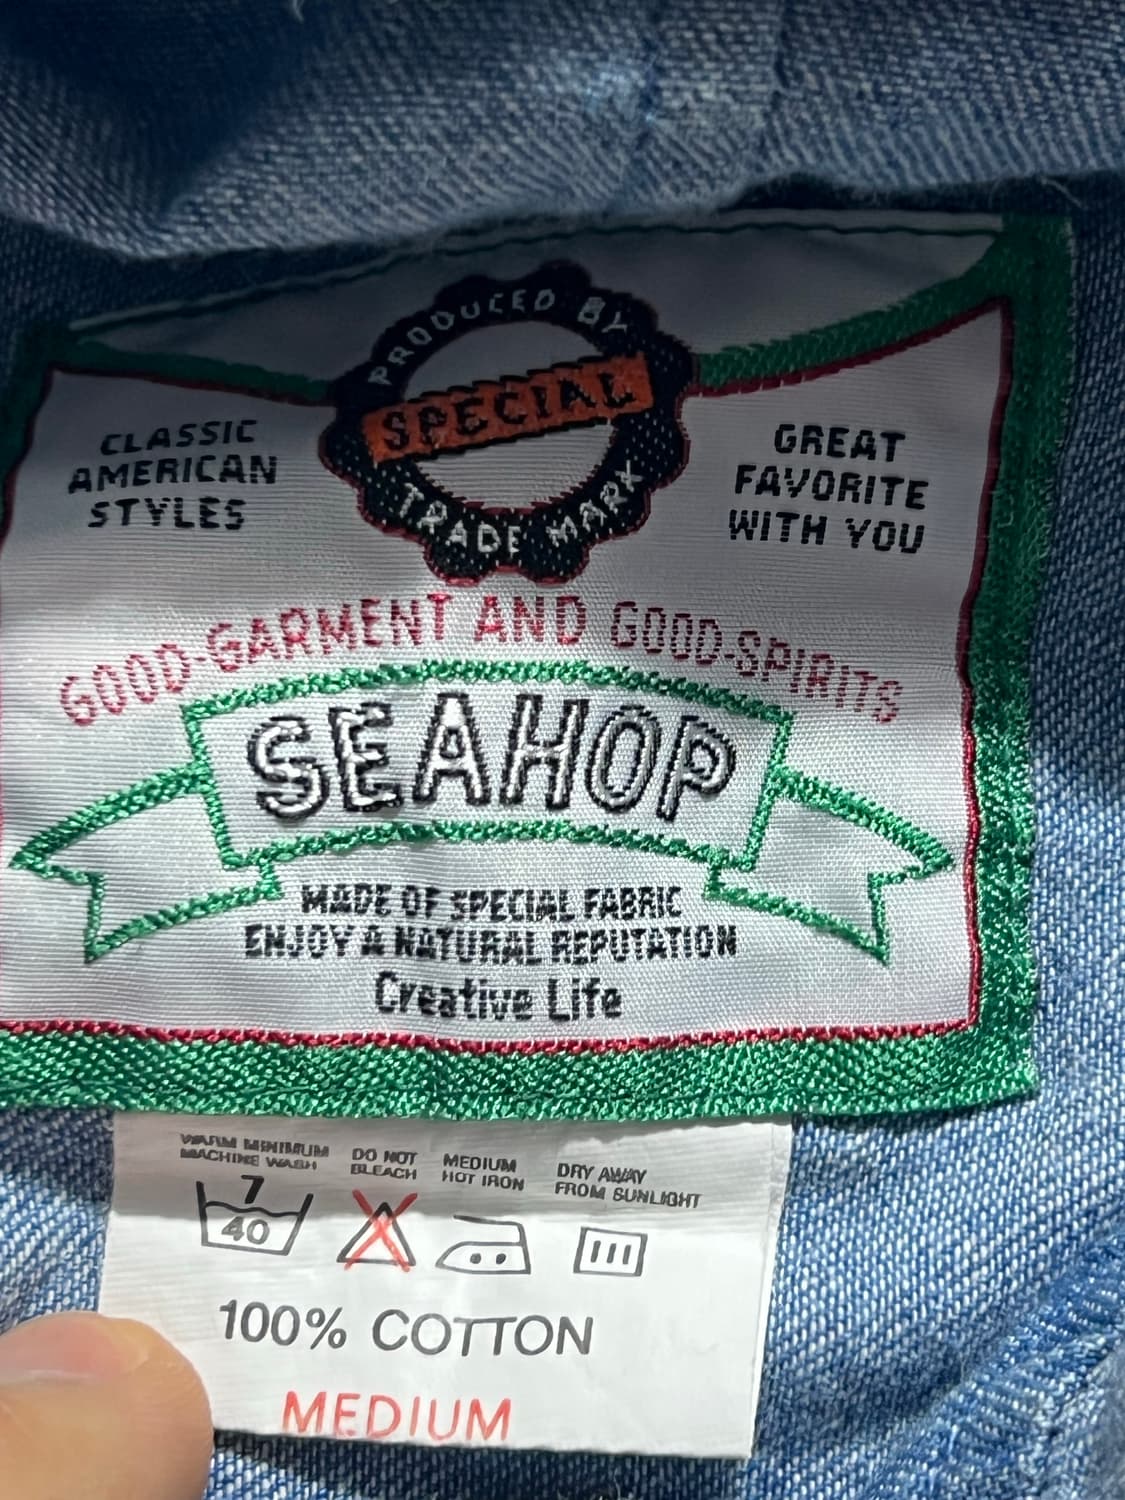 PRODUCED BY
SPECIAL
TRADE MARK
CLASSIC
AMERICAN
STYLES
GREAT
FAVORITE
WITH YOU
GOOD-GARMENT AND GOOD-SPIRITS
SEAHOP
MADE OF SPECIAL FABRIC
ENJOY A NATURAL REPUTATION
Creative Life
WARM MINIMUM
MACHINE WASH
DO NOT
BLEACH
MEDIUM
HOT IRON
DRY AWAY
FROM SUNLIGHT
7
40
100% COTTON
MEDIUM